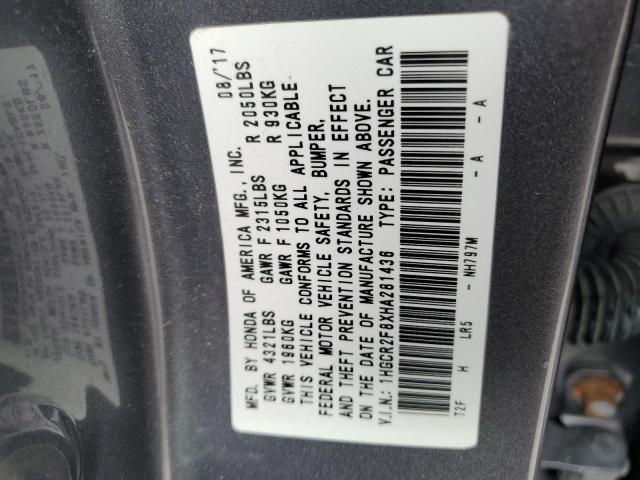 MFD. BY HONDA OF AMERICA MFG., INC. 08/'17
GVWR 4321LBS GAWR F 2315LBS R 2050LBS
GVWR 1960KG GAWR F 1050KG R 930KG
THIS VEHICLE CONFORMS TO ALL APPLICABLE
FEDERAL MOTOR VEHICLE SAFETY, BUMPER,
AND THEFT PREVENTION STANDARDS IN EFFECT
ON THE DATE OF MANUFACTURE SHOWN ABOVE.
V.I.N.: 1HGCR2F8XHA281436 TYPE: PASSENGER CAR
T2F H LR5 - NH797M - A - A